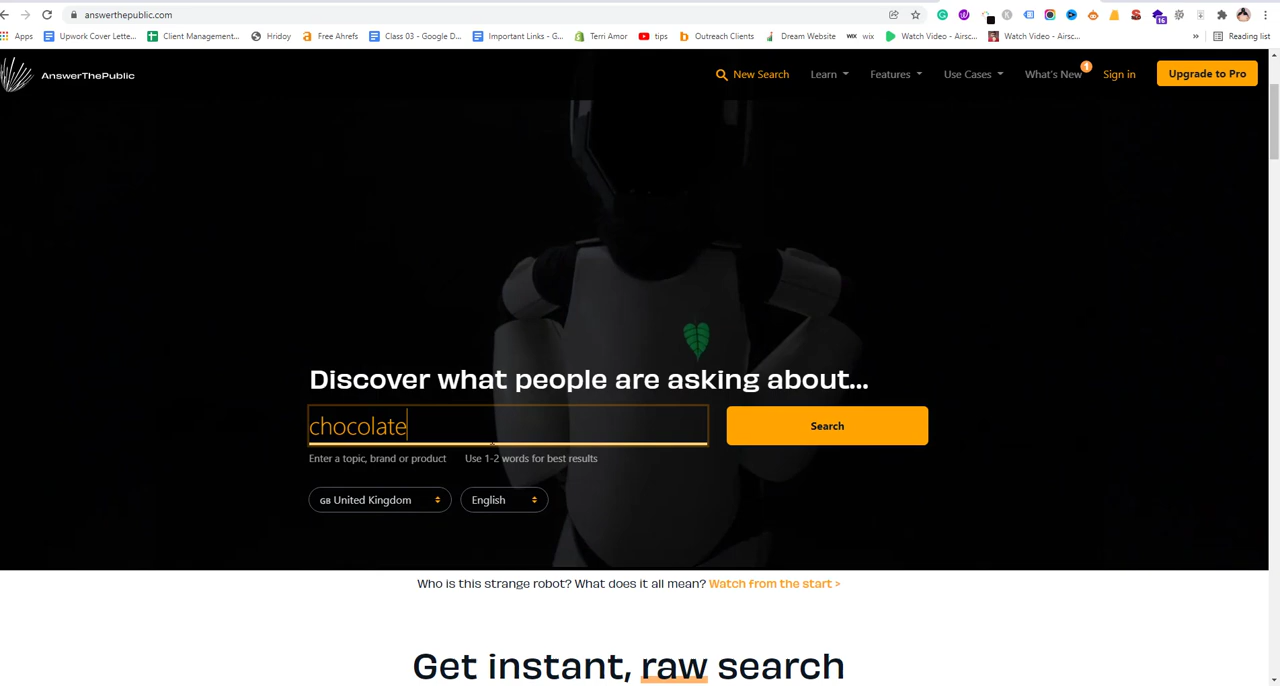 answerthepublic.com
16
Apps Upwork Cover Lette... Client Management... Hridoy Free Ahrefs Class 03 - Google D... Important Links - G... Terri Amor tips Outreach Clients Dream Website WIX wix Watch Video - Airsc... Watch Video - Airsc... » Reading list
AnswerThePublic New Search Learn Features Use Cases What's New 1 Sign in Upgrade to Pro
Discover what people are asking about...
chocolate Search
Enter a topic, brand or product Use 1-2 words for best results
GB United Kingdom English
Who is this strange robot? What does it all mean? Watch from the start >
Get instant, raw search